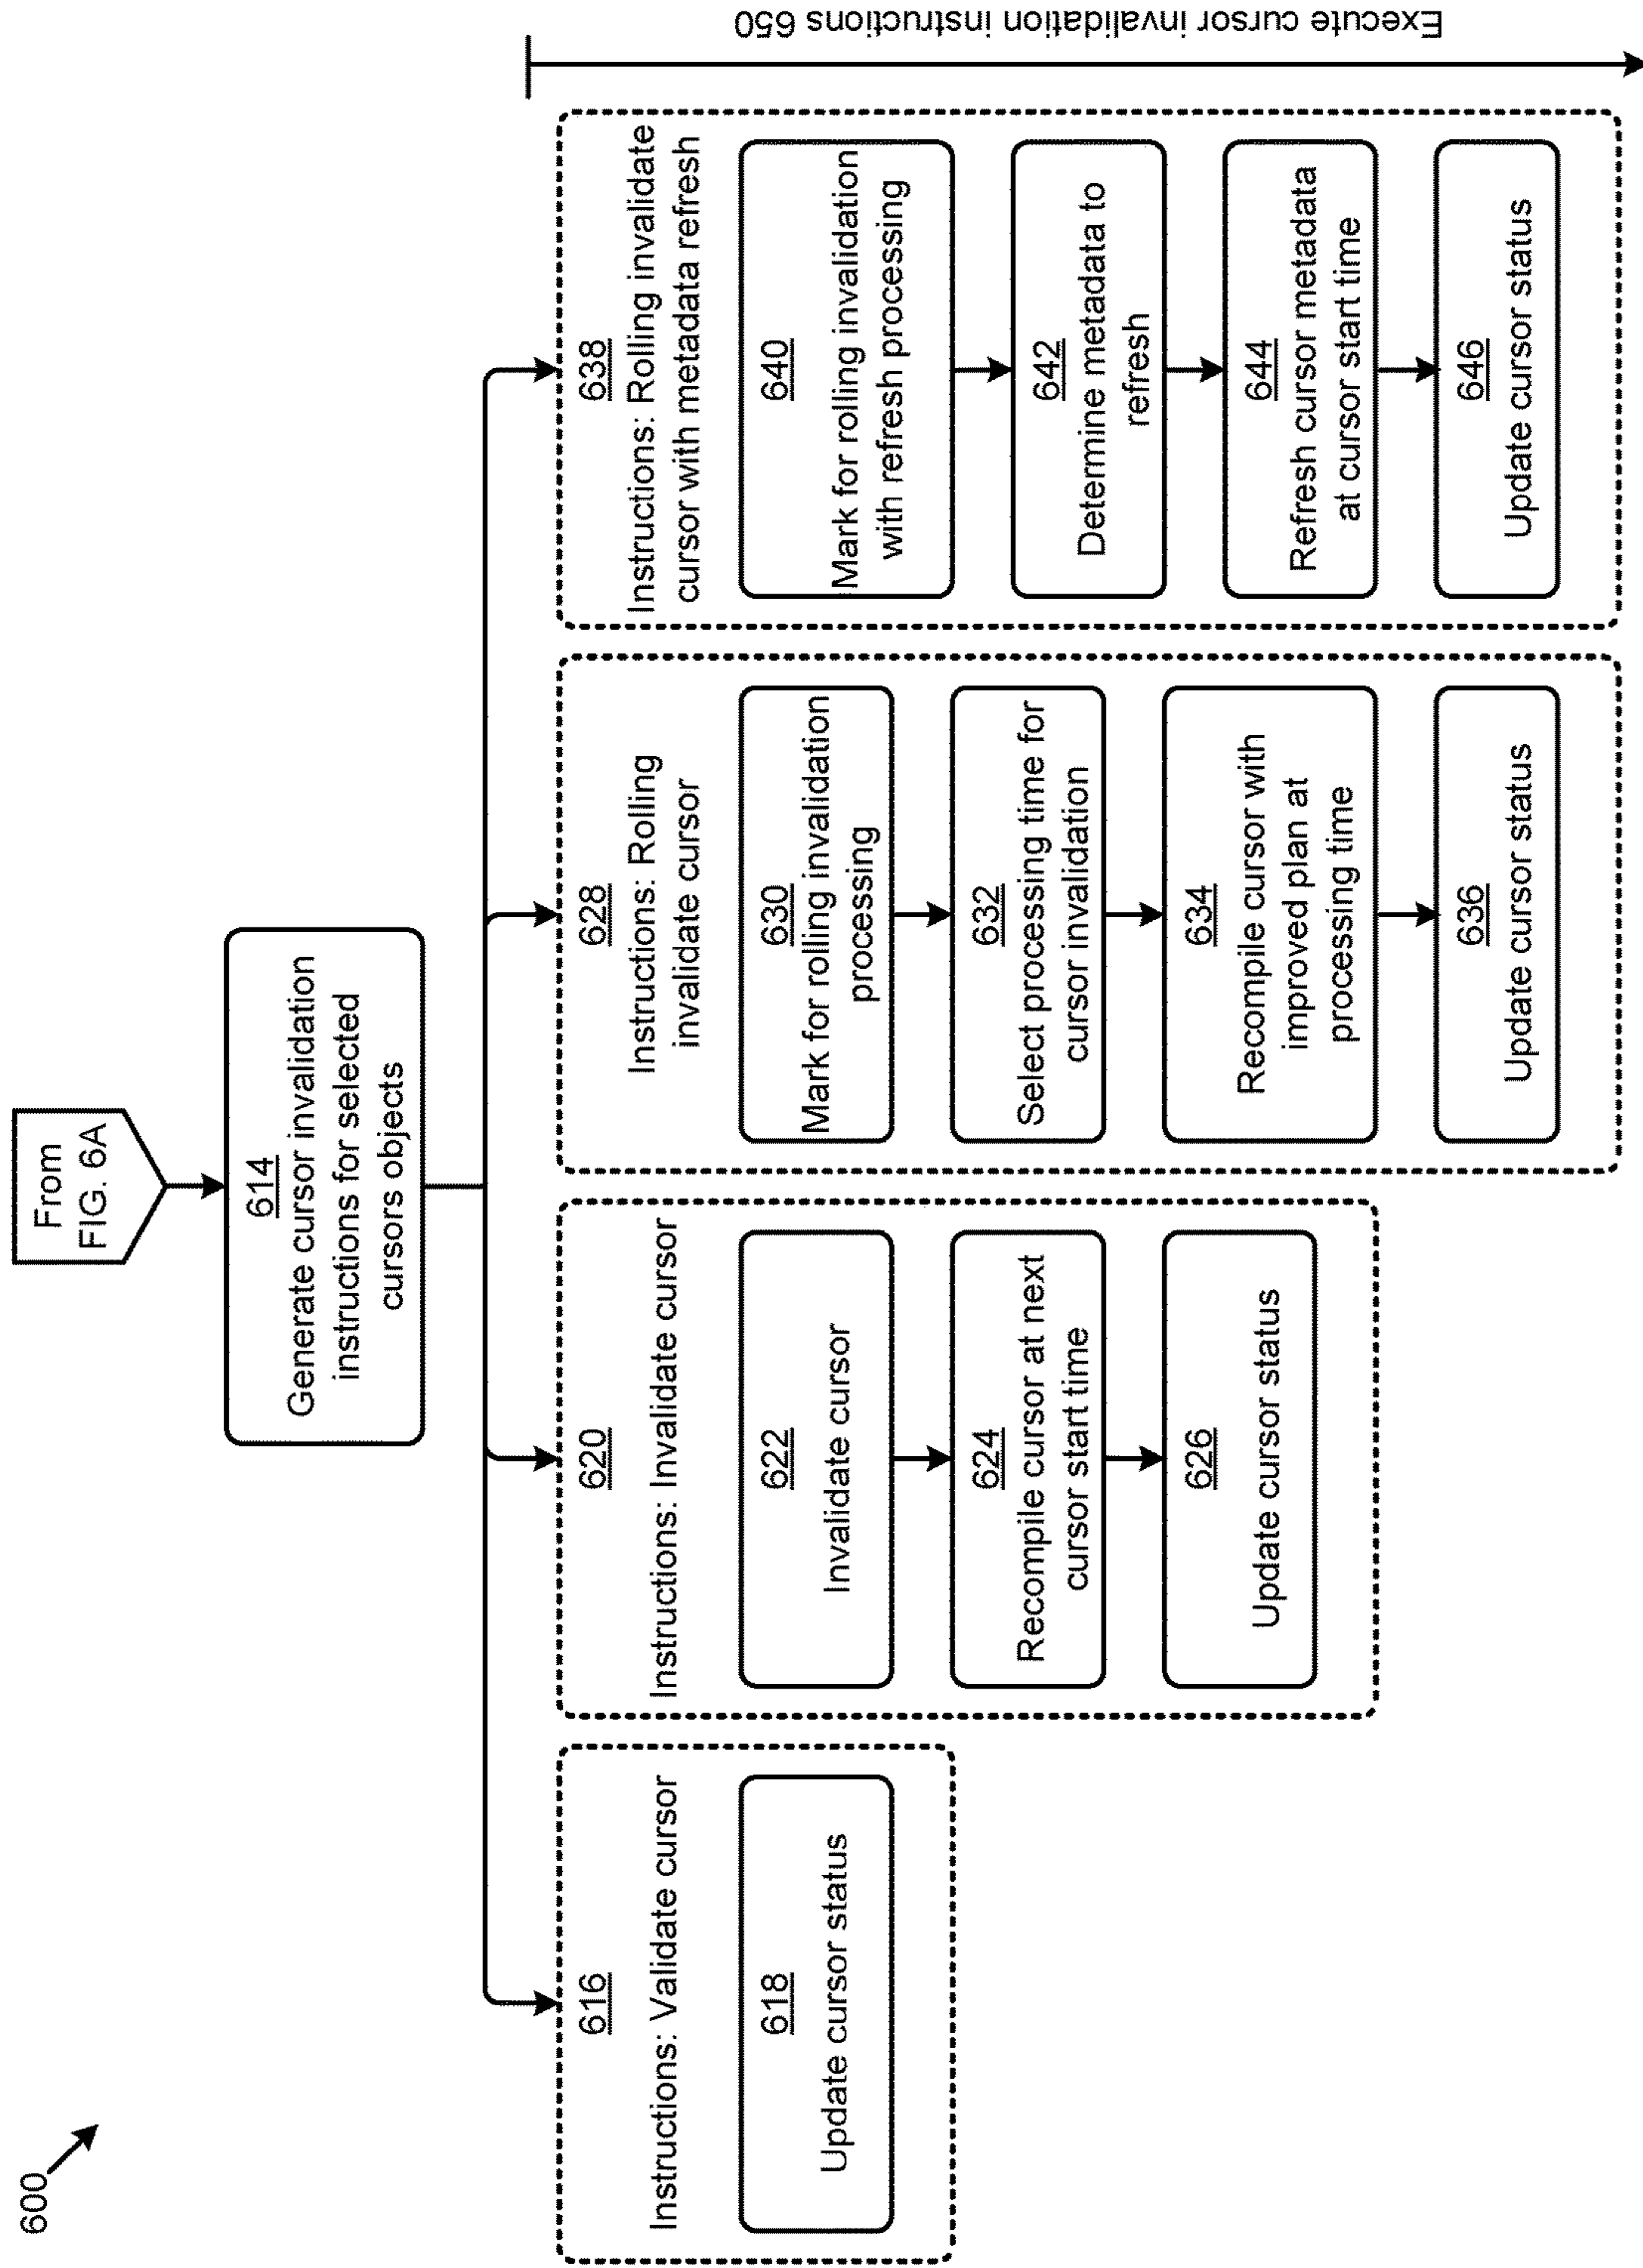 600
From
FIG. 6A
614
Generate cursor invalidation
instructions for selected
cursors objects
616
Instructions: Validate cursor
618
Update cursor status
620
Instructions: Invalidate cursor
622
Invalidate cursor
624
Recompile cursor at next
cursor start time
626
Update cursor status
628
Instructions: Rolling
invalidate cursor
630
Mark for rolling invalidation
processing
632
Select processing time for
cursor invalidation
634
Recompile cursor with
improved plan at
processing time
636
Update cursor status
638
Instructions: Rolling invalidate
cursor with metadata refresh
640
Mark for rolling invalidation
with refresh processing
642
Determine metadata to
refresh
644
Refresh cursor metadata
at cursor start time
646
Update cursor status
Execute cursor invalidation instructions 650